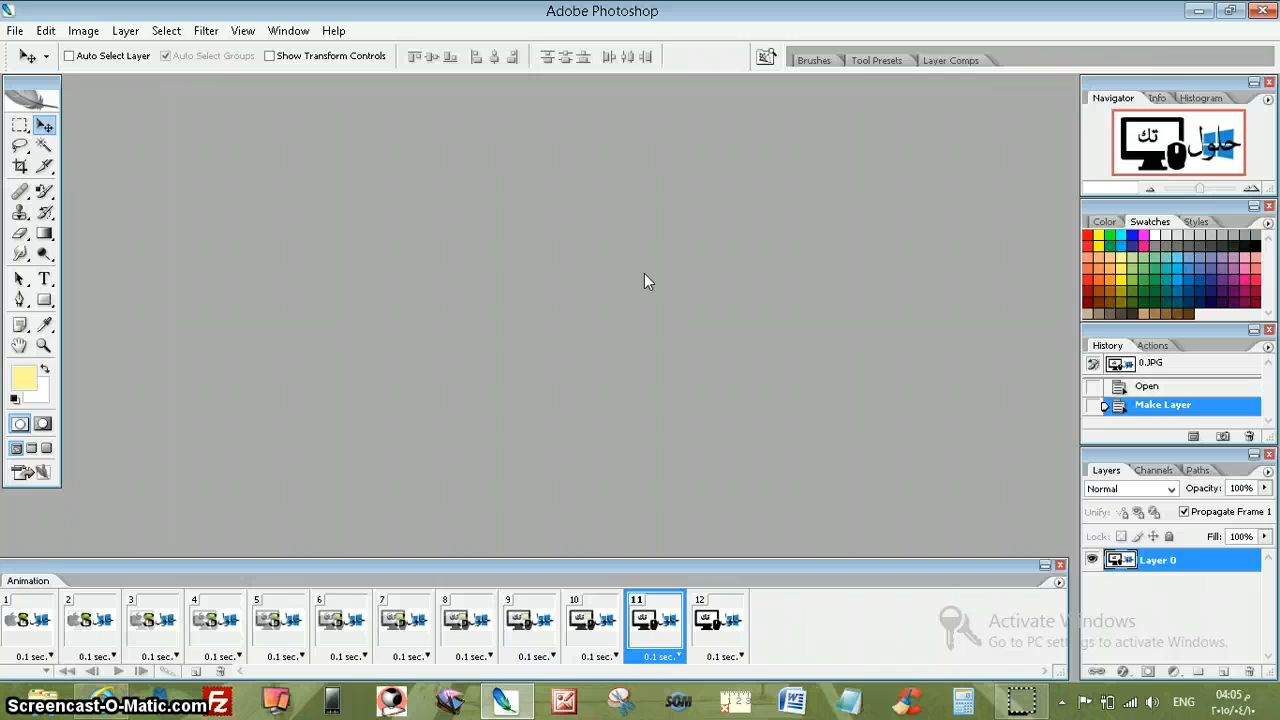 Adobe Photoshop
File Edit Image Layer Select Filter View Window Help
Auto Select Layer Auto Select Groups Show Transform Controls Brushes Tool Presets Layer Comps
Navigator Info Histogram
تك حلول
Color Swatches Styles
History Actions
0.JPG
Open
Make Layer
Layers Channels Paths
Normal Opacity: 100%
Unify: Propagate Frame 1
Lock: Fill: 100%
Layer 0
Animation
1 2 3 4 5 6 7 8 9 10 11 12
0.1 sec. 0.1 sec. 0.1 sec. 0.1 sec. 0.1 sec. 0.1 sec. 0.1 sec. 0.1 sec. 0.1 sec. 0.1 sec. 0.1 sec. 0.1 sec.
Activate Windows
Go to PC settings to activate Windows.
Screencast-O-Matic.com
ENG
04:05 م